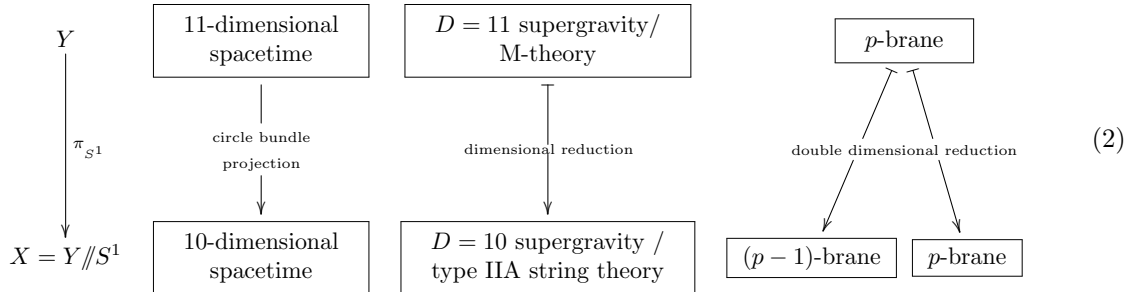 Y
11-dimensional
spacetime
D = 11 supergravity/
M-theory
p-brane
π_{S^1}
circle bundle
projection
dimensional reduction
double dimensional reduction
(2)
X = Y//S^1
10-dimensional
spacetime
D = 10 supergravity /
type IIA string theory
(p − 1)-brane
p-brane